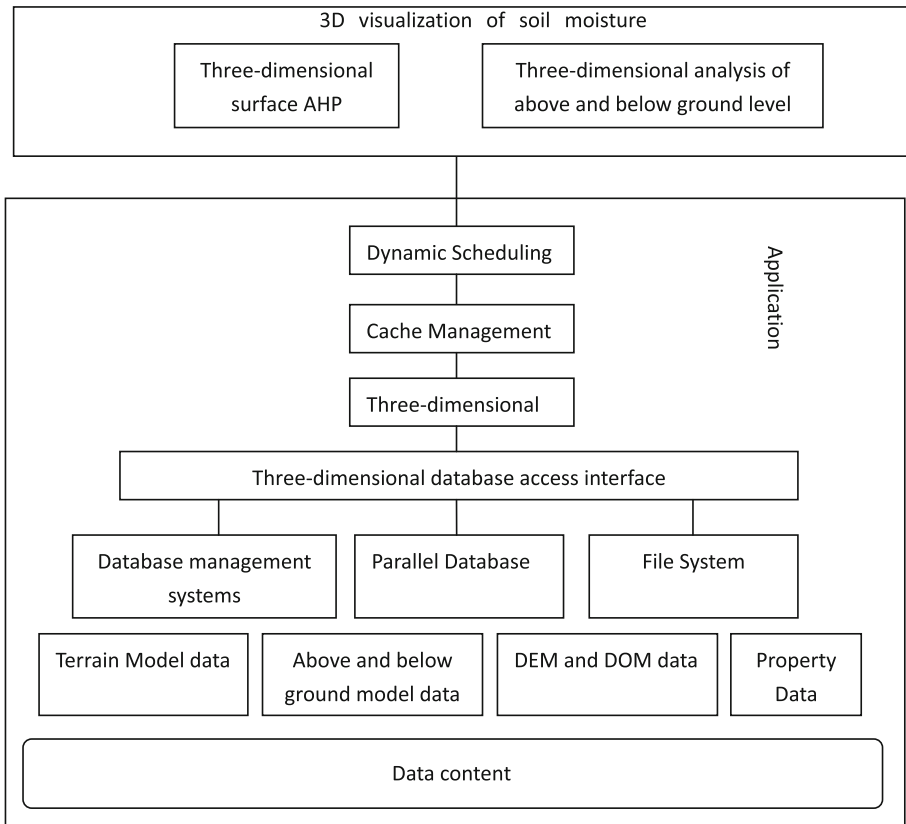 3D visualization of soil moisture
Three-dimensional
surface AHP
Three-dimensional analysis of
above and below ground level
Dynamic Scheduling
Application
Cache Management
Three-dimensional
Three-dimensional database access interface
Database management
systems
Parallel Database
File System
Terrain Model data
Above and below
ground model data
DEM and DOM data
Property
Data
Data content